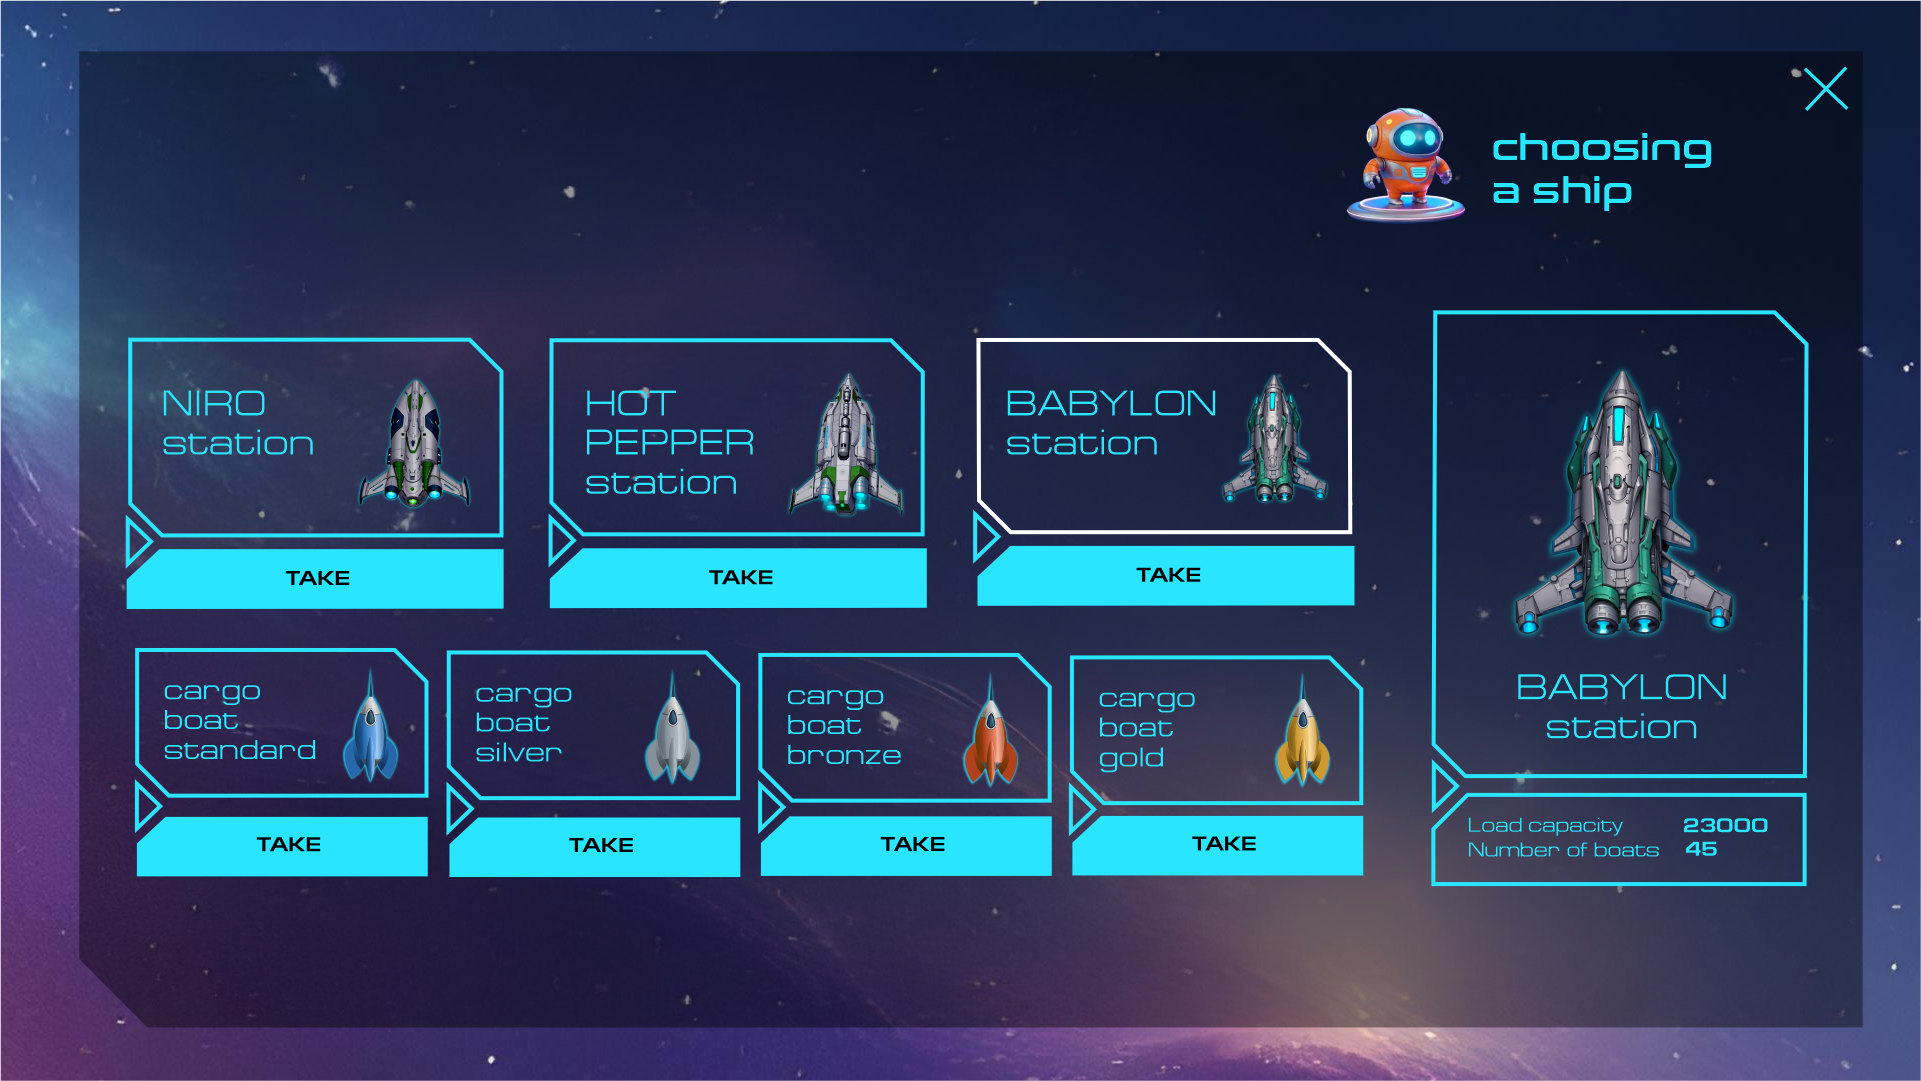 choosing
a ship
NIRO
station
TAKE
HOT
PEPPER
station
TAKE
BABYLON
station
TAKE
cargo
boat
standard
TAKE
cargo
boat
silver
TAKE
cargo
boat
bronze
TAKE
cargo
boat
gold
TAKE
BABYLON
station
Load capacity 23000
Number of boats 45